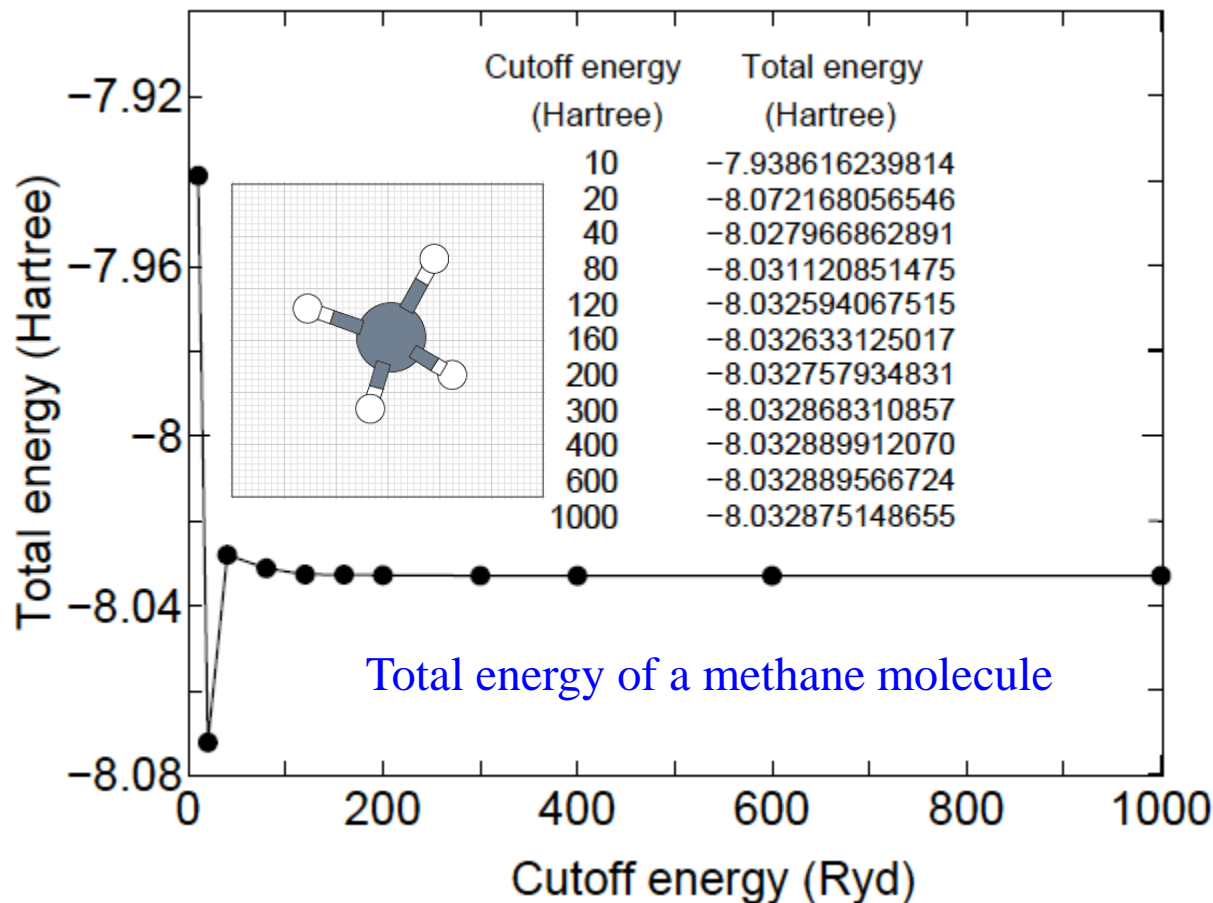 Cutoff energy Total energy
(Hartree) (Hartree)
10 −7.938616239814
20 −8.072168056546
40 −8.027966862891
80 −8.031120851475
120 −8.032594067515
160 −8.032633125017
200 −8.032757934831
300 −8.032868310857
400 −8.032889912070
600 −8.032889566724
1000 −8.032875148655
Total energy (Hartree)
−7.92
−7.96
−8
−8.04
−8.08
Total energy of a methane molecule
0 200 400 600 800 1000
Cutoff energy (Ryd)